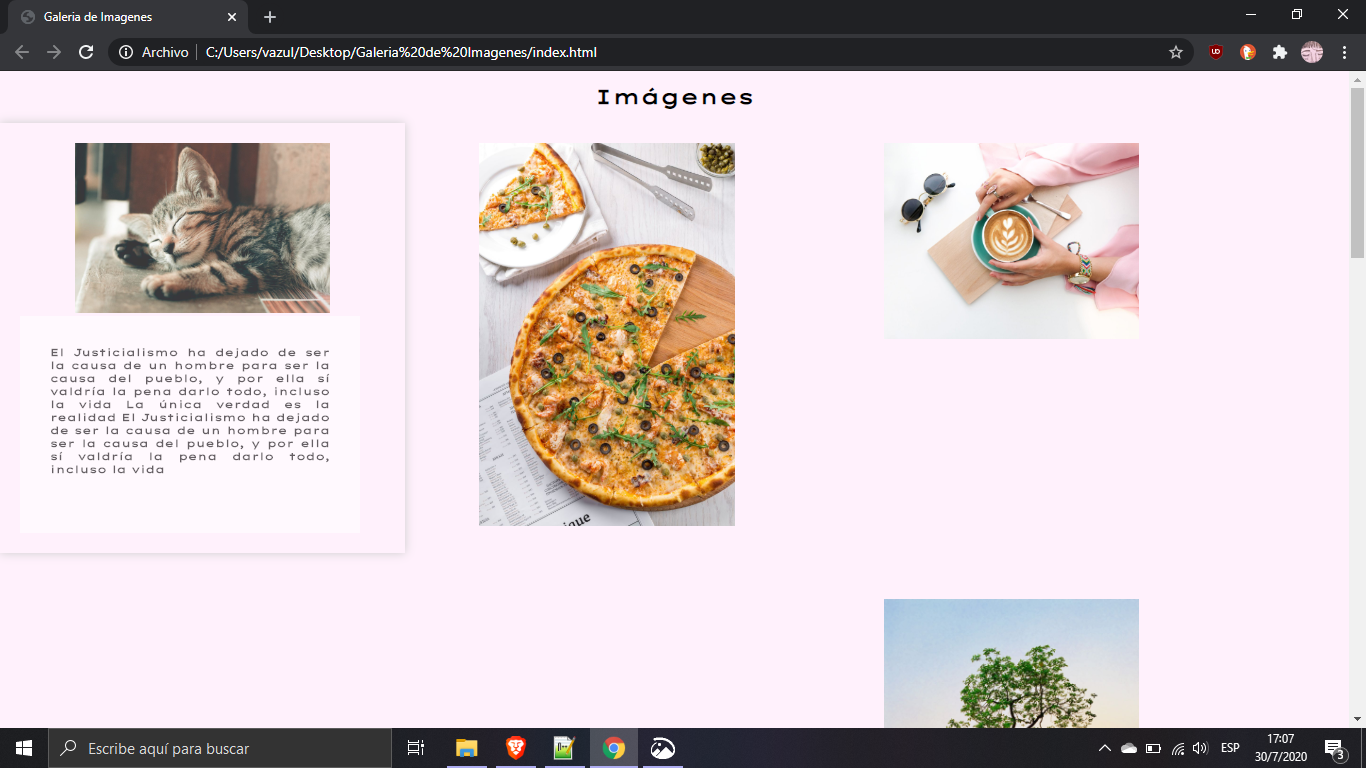 Galeria de Imagenes
Archivo
C:/Users/vazul/Desktop/Galeria%20de%20Imagenes/index.html
Imágenes
El Justicialismo ha dejado de ser
la causa de un hombre para ser la
causa del pueblo, y por ella sí
valdría la pena darlo todo, incluso
la vida La única verdad es la
realidad El Justicialismo ha dejado
de ser la causa de un hombre para
ser la causa del pueblo, y por ella
sí valdría la pena darlo todo,
incluso la vida
Escribe aquí para buscar
ESP
17:07
30/7/2020
3